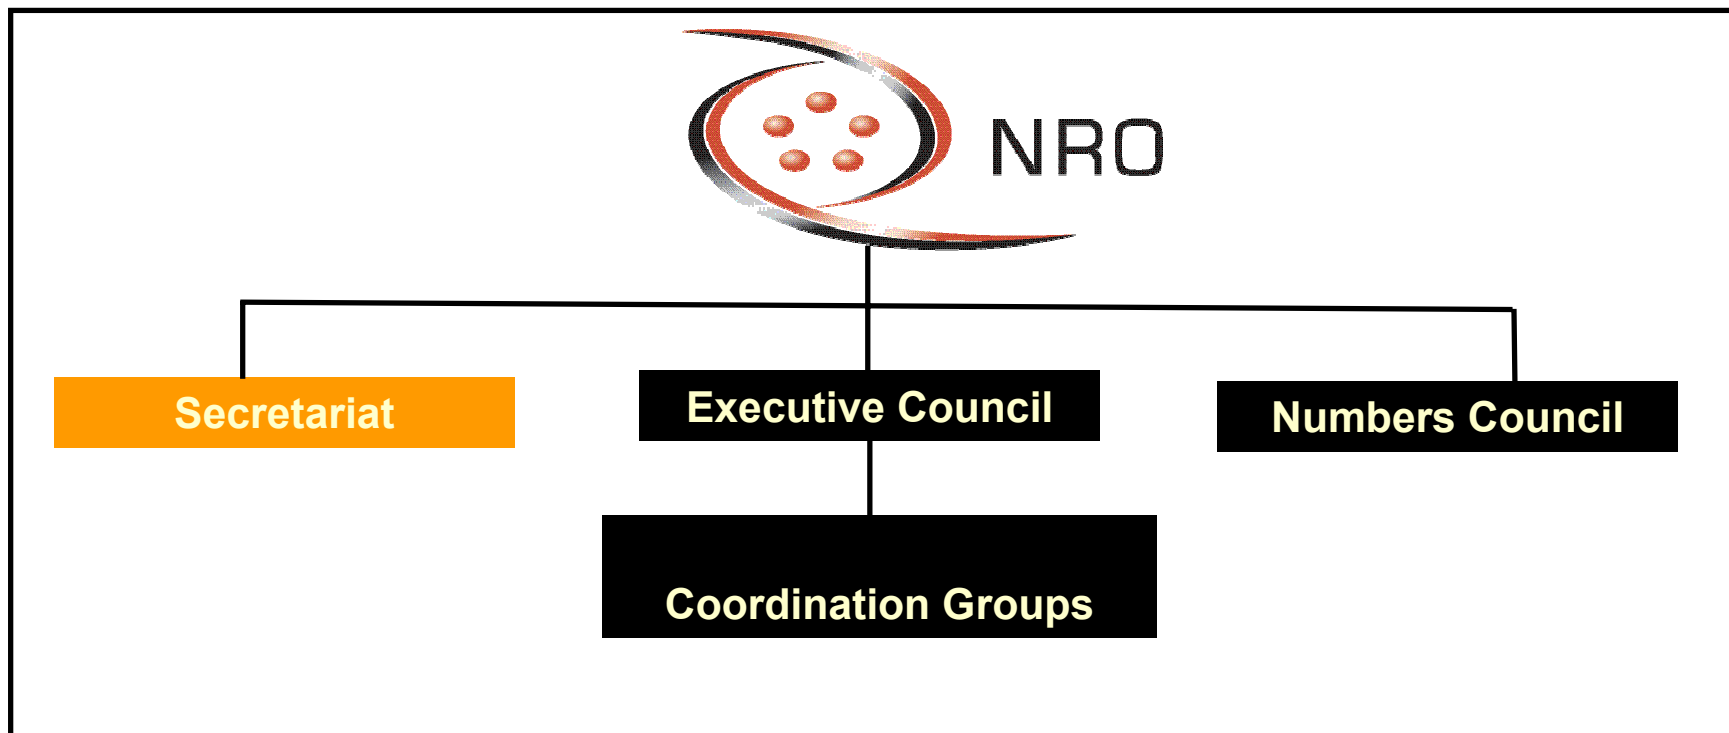 NRO
Secretariat
Executive Council
Numbers Council
Coordination Groups